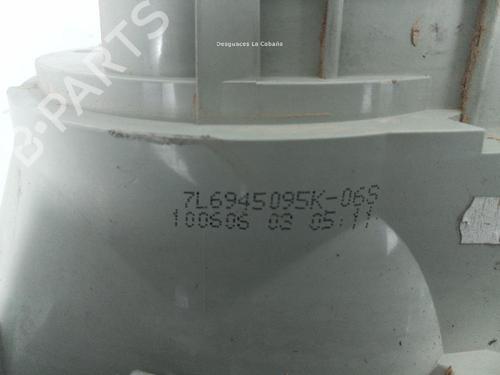 Desguaces La Cabaña
B-PARTS
7L6945095K-06S
100606 03 05:11